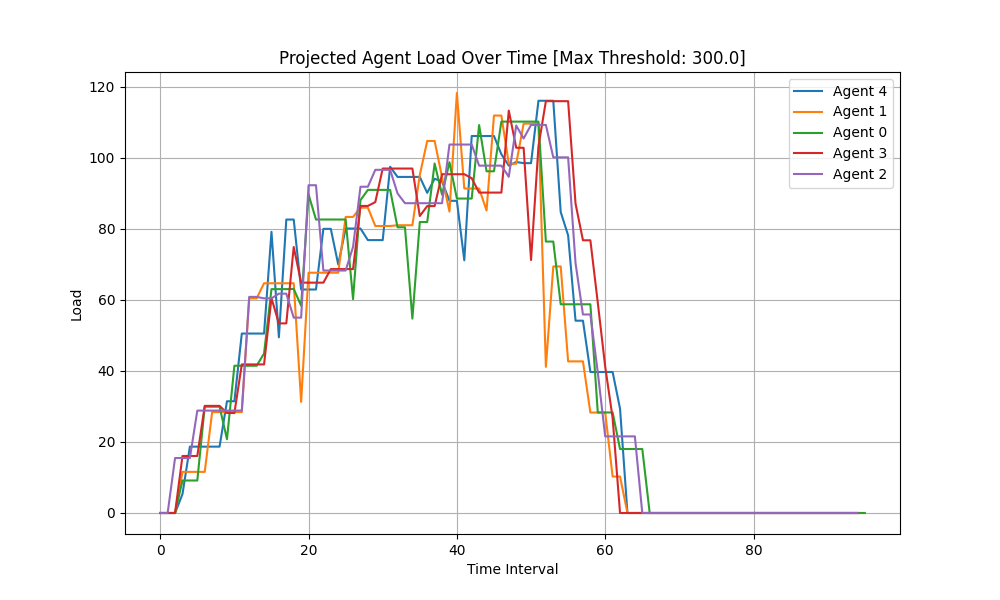 Projected Agent Load Over Time [Max Threshold: 300.0]
120
100
80
60
40
20
0
Load
0
20
40
60
80
Time Interval
Agent 4
Agent 1
Agent 0
Agent 3
Agent 2